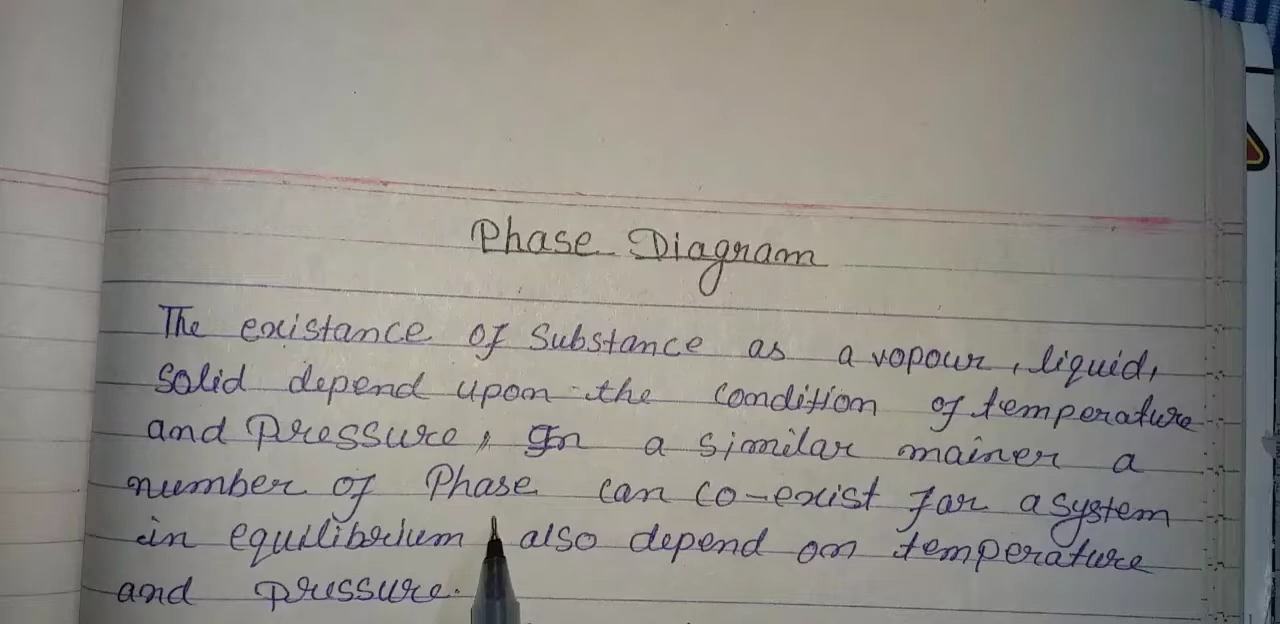 Phase Diagram
The existance of Substance as a vopour, liquid,
Solid depend upon the condition of temperature
and Pressure, In a similar mainer a
number of Phase can co-exist for a system
in equilibrium also depend on temperature
and pressure.